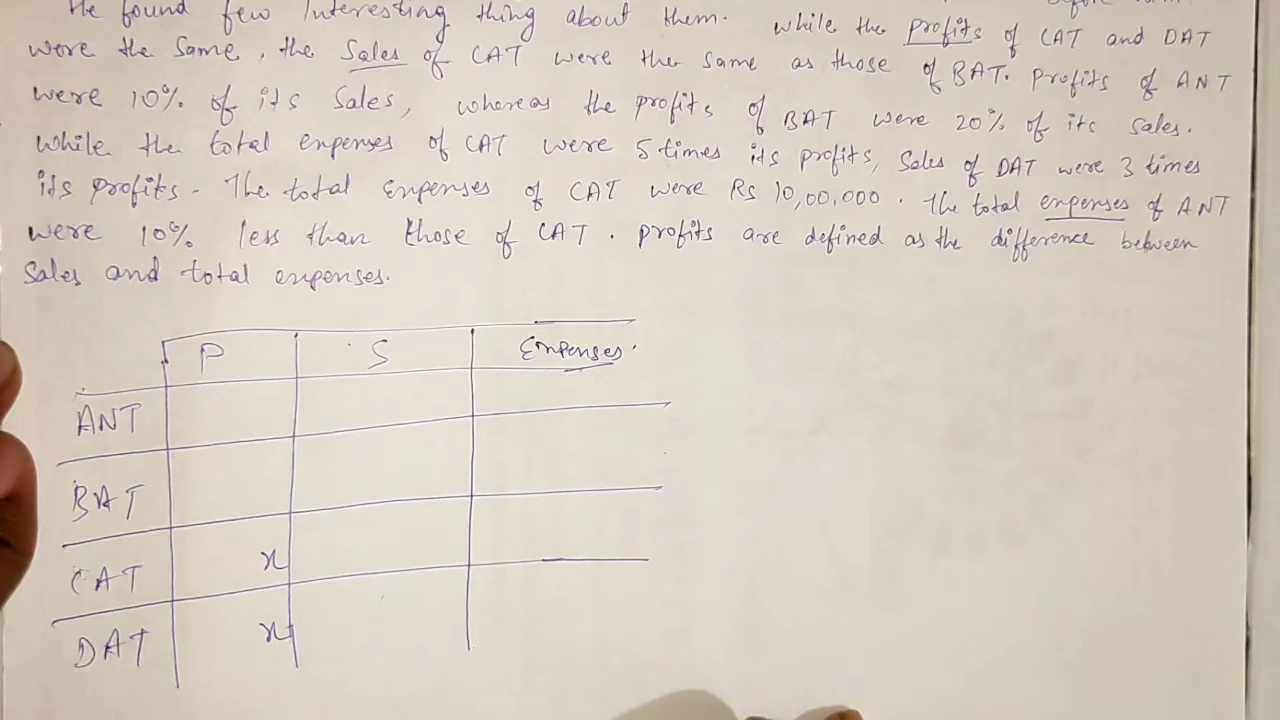 He found few Interesting thing about them. While the profits of CAT and DAT
were the Same, the Sales of CAT were the same as those of BAT. Profits of ANT
were 10% of its Sales, whereas the profits of BAT were 20% of its sales.
While the total expenses of CAT were 5 times its profits, Sales of DAT were 3 times
its profits. The total Expenses of CAT were Rs 10,00,000. The total expenses of ANT
were 10% less than those of CAT. profits are defined as the difference between
Sales and total expenses.
P S Expenses
ANT
BAT
CAT x
DAT x